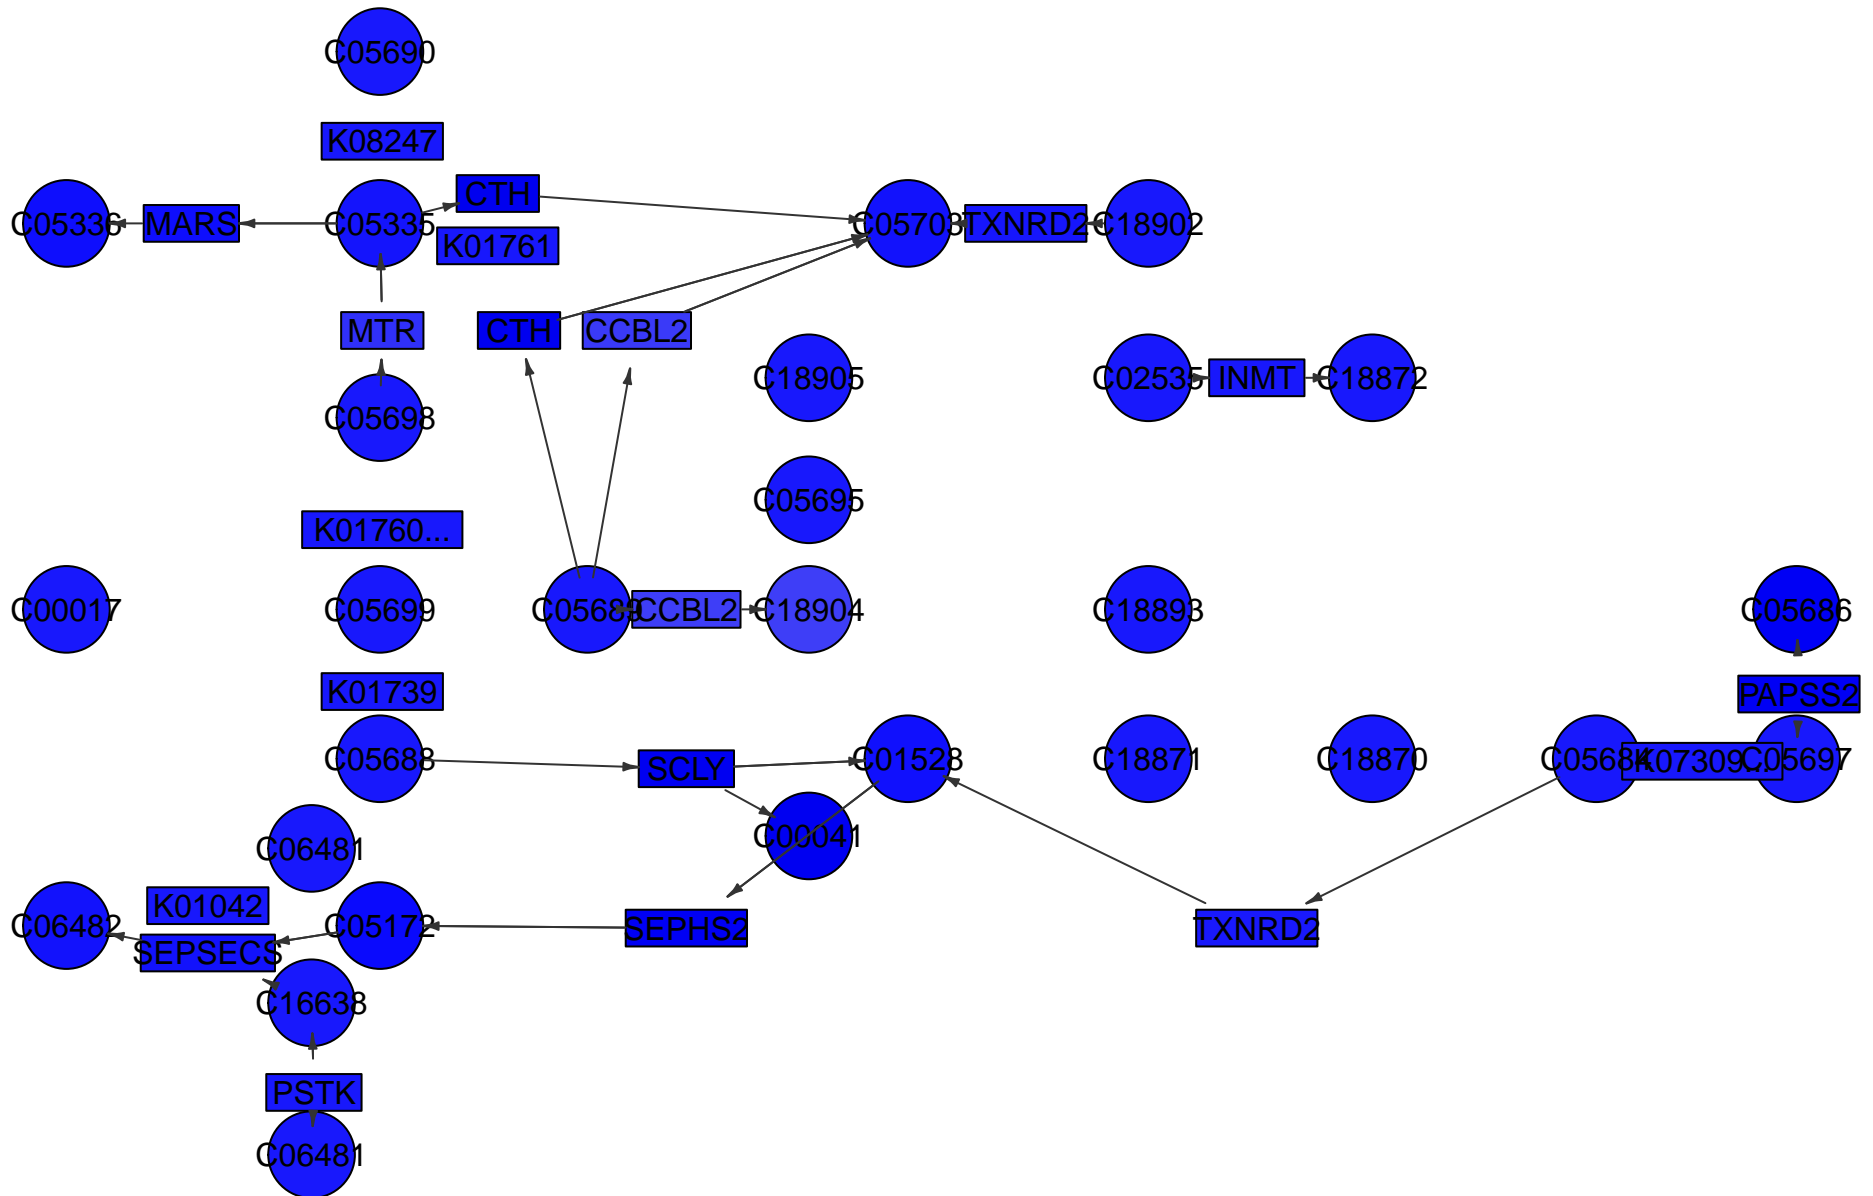 C05690
K08247
CTH
C05336
MARS
C05335
C05703
TXNRD2
C18902
K01761
MTR
CTH
CCBL2
C18905
C02535
INMT
C18872
C05698
C05695
K01760...
C00017
C05699
C05689
CCBL2
C18904
C18893
C05686
K01739
PAPSS2
C05688
SCLY
C01528
C18871
C18870
C05684
K07309...
C05697
C00041
C06481
K01042
C06482
C05172
SEPHS2
TXNRD2
SEPSECS
C16638
PSTK
C06481